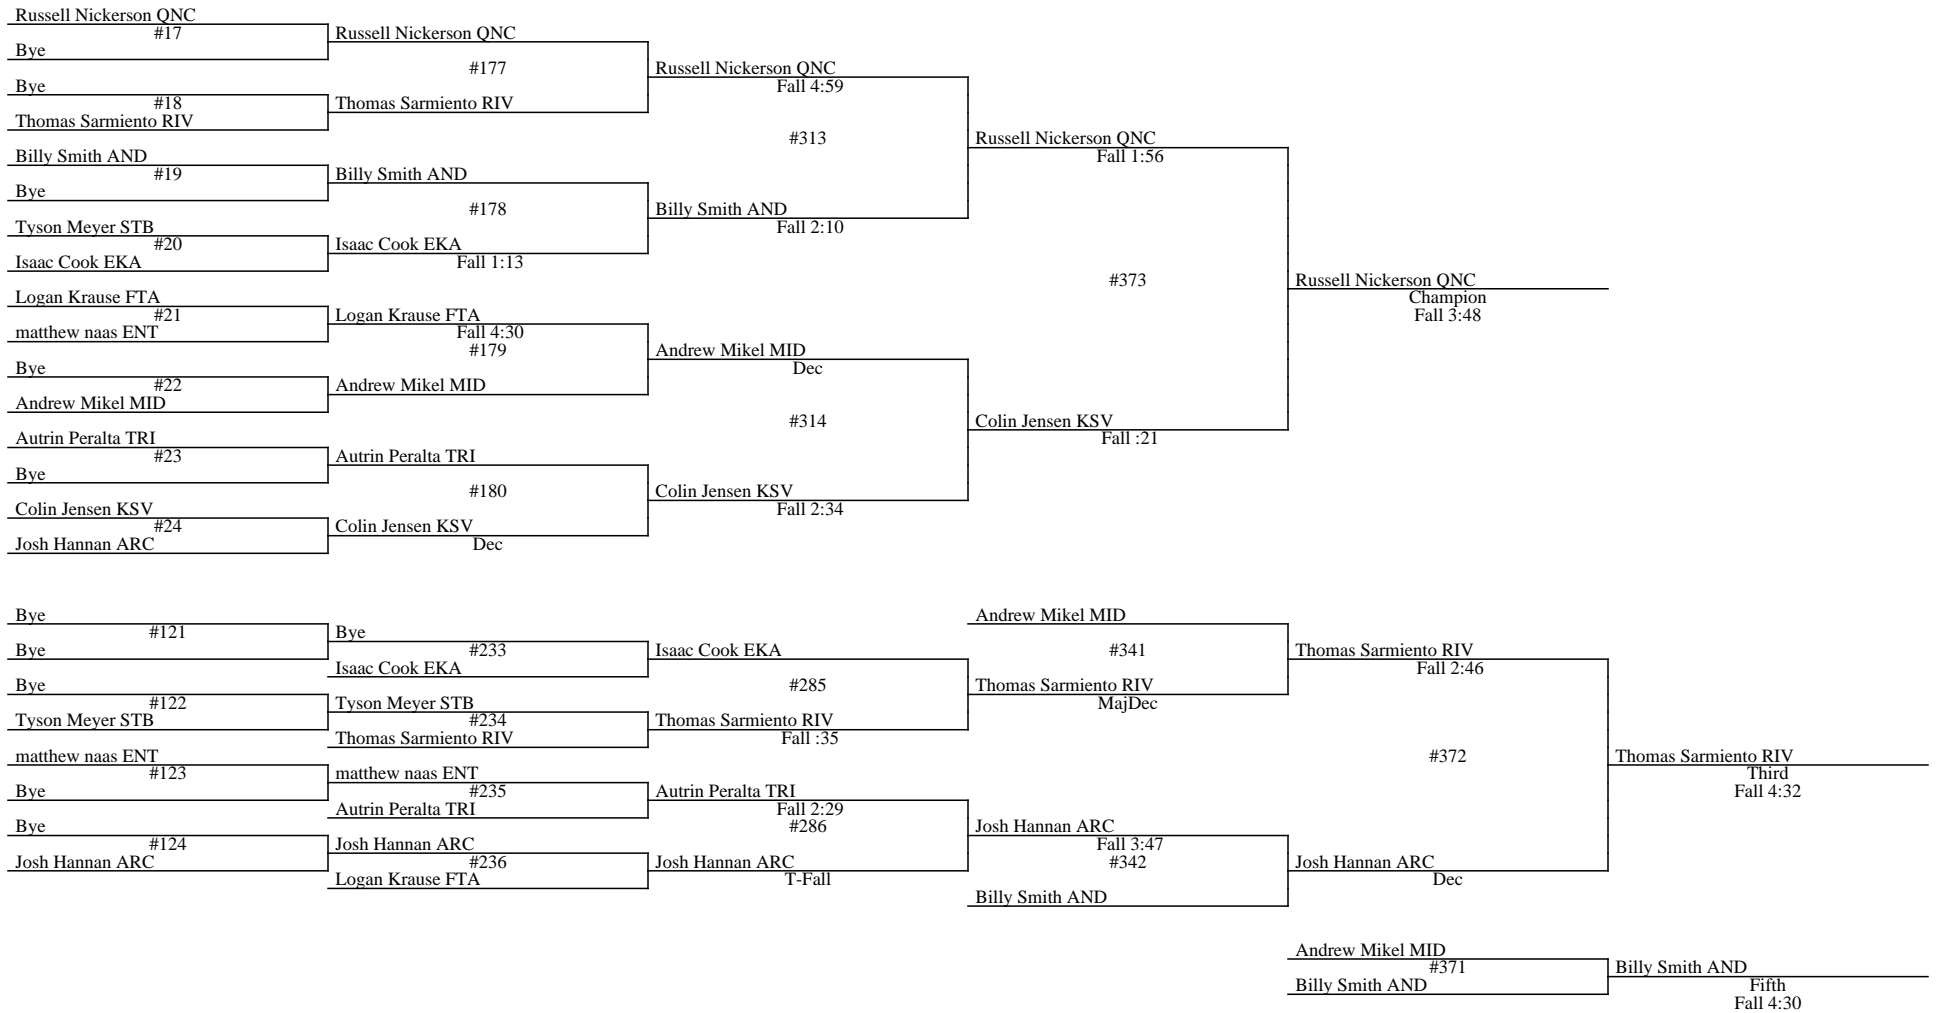 Russell Nickerson QNC
#17
Bye
Russell Nickerson QNC
#177
Bye
#18
Thomas Sarmiento RIV
Thomas Sarmiento RIV
Russell Nickerson QNC
Fall 4:59
#313
Billy Smith AND
#19
Bye
Billy Smith AND
#178
Tyson Meyer STB
#20
Isaac Cook EKA
Isaac Cook EKA
Fall 1:13
Billy Smith AND
Fall 2:10
Russell Nickerson QNC
Fall 1:56
#373
Logan Krause FTA
#21
matthew naas ENT
Logan Krause FTA
Fall 4:30
#179
Bye
#22
Andrew Mikel MID
Andrew Mikel MID
Andrew Mikel MID
Dec
#314
Autrin Peralta TRI
#23
Bye
Autrin Peralta TRI
#180
Colin Jensen KSV
#24
Josh Hannan ARC
Colin Jensen KSV
Dec
Colin Jensen KSV
Fall 2:34
Colin Jensen KSV
Fall :21
Russell Nickerson QNC
Champion
Fall 3:48
Bye
#121
Bye
Bye
#233
Isaac Cook EKA
Isaac Cook EKA
#285
Bye
#122
Tyson Meyer STB
Tyson Meyer STB
#234
Thomas Sarmiento RIV
Thomas Sarmiento RIV
Fall :35
Andrew Mikel MID
#341
Thomas Sarmiento RIV
MajDec
Thomas Sarmiento RIV
Fall 2:46
#372
matthew naas ENT
#123
Bye
matthew naas ENT
#235
Autrin Peralta TRI
Autrin Peralta TRI
Fall 2:29
#286
Bye
#124
Josh Hannan ARC
Josh Hannan ARC
#236
Logan Krause FTA
Josh Hannan ARC
T-Fall
Josh Hannan ARC
Fall 3:47
#342
Billy Smith AND
Josh Hannan ARC
Dec
Thomas Sarmiento RIV
Third
Fall 4:32
Andrew Mikel MID
#371
Billy Smith AND
Billy Smith AND
Fifth
Fall 4:30